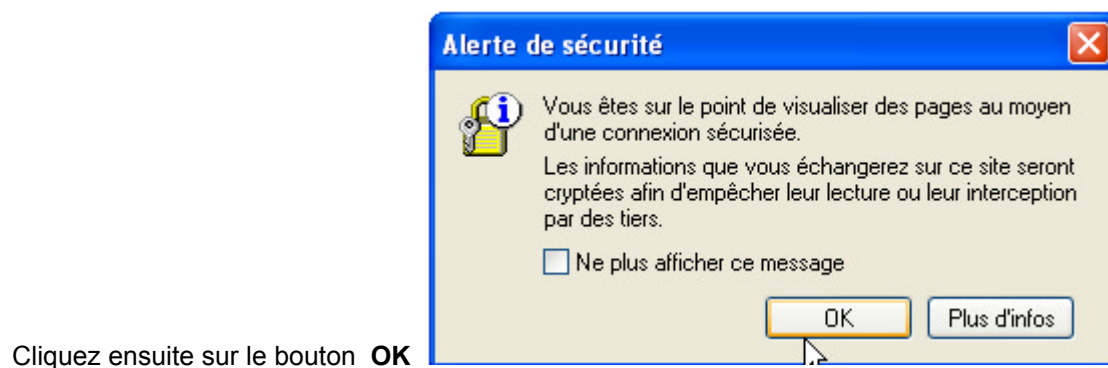 Alerte de sécurité
Vous êtes sur le point de visualiser des pages au moyen
d'une connexion sécurisée.
Les informations que vous échangerez sur ce site seront
cryptées afin d'empêcher leur lecture ou leur interception
par des tiers.
Ne plus afficher ce message
OK Plus d'infos
Cliquez ensuite sur le bouton OK